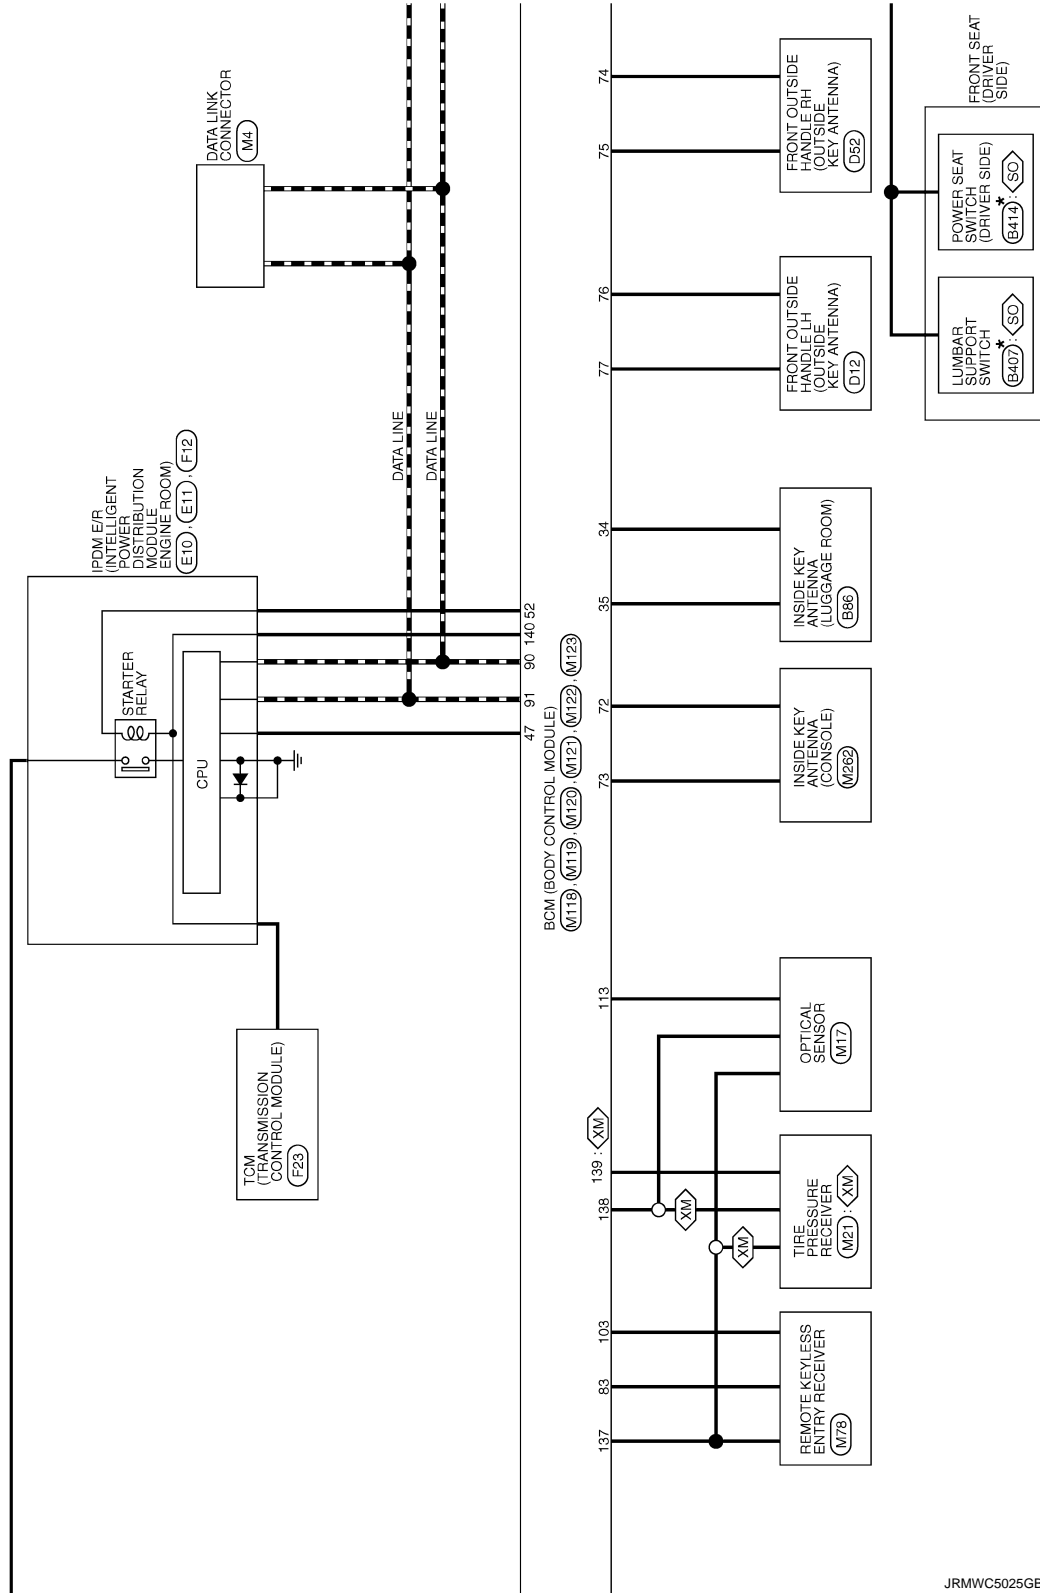 IPDM E/R
(INTELLIGENT
POWER
DISTRIBUTION
MODULE
ENGINE ROOM)
E10 , E11 , F12
STARTER
RELAY
CPU
TCM
(TRANSMISSION
CONTROL MODULE)
F23
DATA LINK
CONNECTOR
M4
DATA LINE
DATA LINE
47
91
90
140
52
BCM (BODY CONTROL MODULE)
M118 , M119 , M120 , M121 , M122 , M123
137
83
103
138
139 : XM
113
73
72
35
34
77
76
75
74
XM
XM
REMOTE KEYLESS
ENTRY RECEIVER
M78
TIRE
PRESSURE
RECEIVER
M21 : XM
OPTICAL
SENSOR
M17
INSIDE KEY
ANTENNA
(CONSOLE)
M262
INSIDE KEY
ANTENNA
(LUGGAGE ROOM)
B86
FRONT OUTSIDE
HANDLE LH
(OUTSIDE
KEY ANTENNA)
D12
FRONT OUTSIDE
HANDLE RH
(OUTSIDE
KEY ANTENNA)
D52
LUMBAR
SUPPORT
SWITCH
B407 * : SO
POWER SEAT
SWITCH
(DRIVER SIDE)
B414 * : SO
FRONT SEAT
(DRIVER
SIDE)
JRMWC5025GB